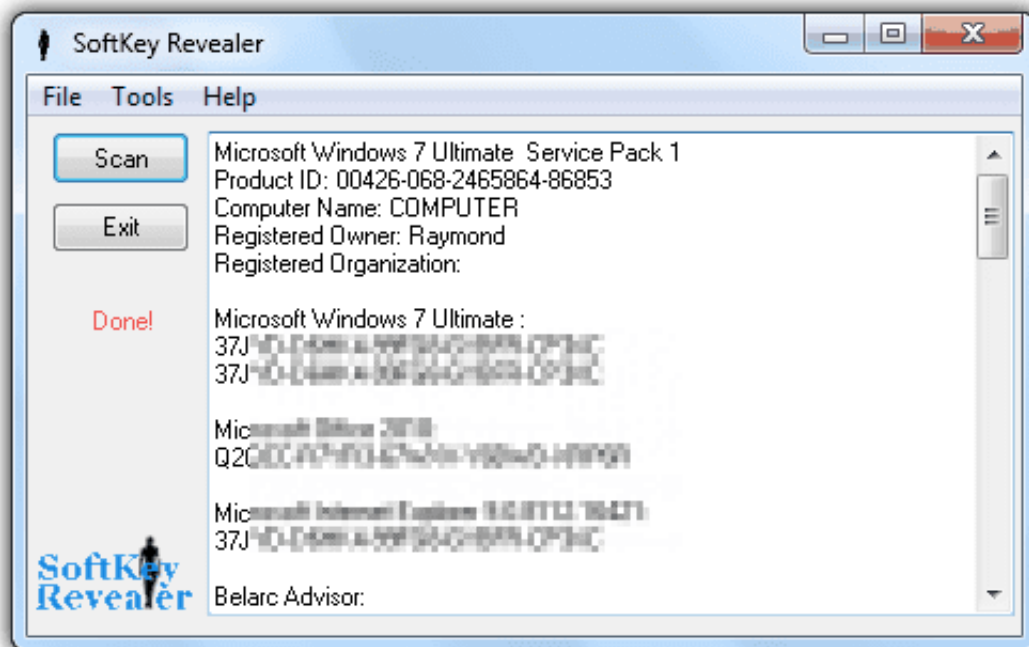 SoftKey Revealer
File Tools Help
Scan
Exit
Done!
SoftKey
Revealer
Microsoft Windows 7 Ultimate Service Pack 1
Product ID: 00426-068-2465864-86853
Computer Name: COMPUTER
Registered Owner: Raymond
Registered Organization:
Microsoft Windows 7 Ultimate :
37J
37J
Mic
Q2
Mic
37J
Belarc Advisor: